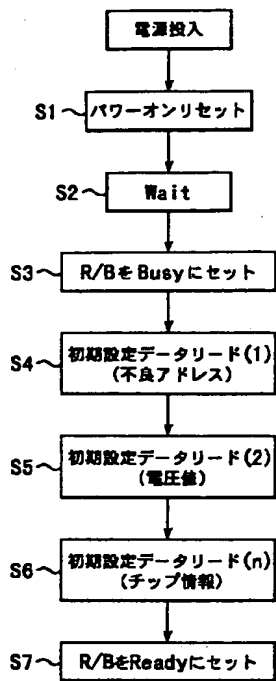 電源投入
S1 パワーオンリセット
S2 Wait
S3 R/BをBusyにセット
S4 初期設定データリード(1)
(不良アドレス)
S5 初期設定データリード(2)
(電圧値)
S6 初期設定データリード(n)
(チップ情報)
S7 R/BをReadyにセット